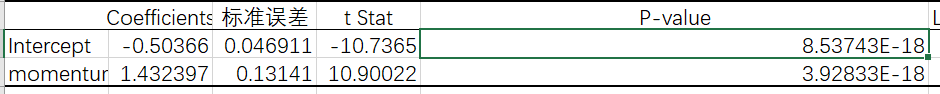 Coefficients 标准误差 t Stat P-value L
Intercept -0.50366 0.046911 -10.7365 8.53743E-18
momentur 1.432397 0.13141 10.90022 3.92833E-18